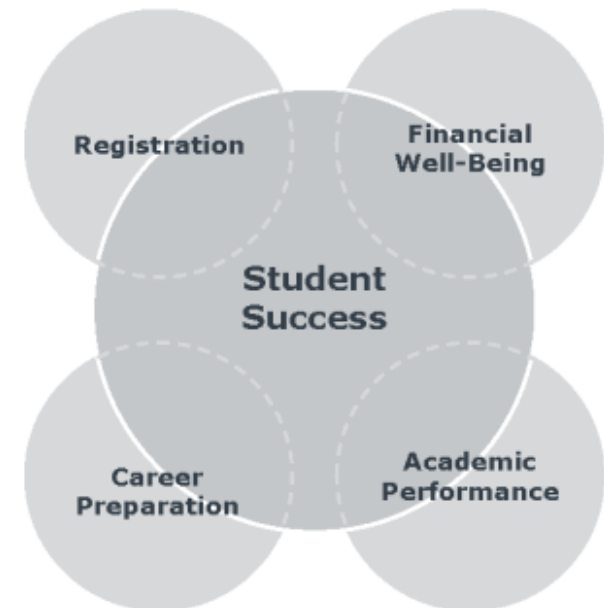 Registration
Financial
Well-Being
Student
Success
Career
Preparation
Academic
Performance